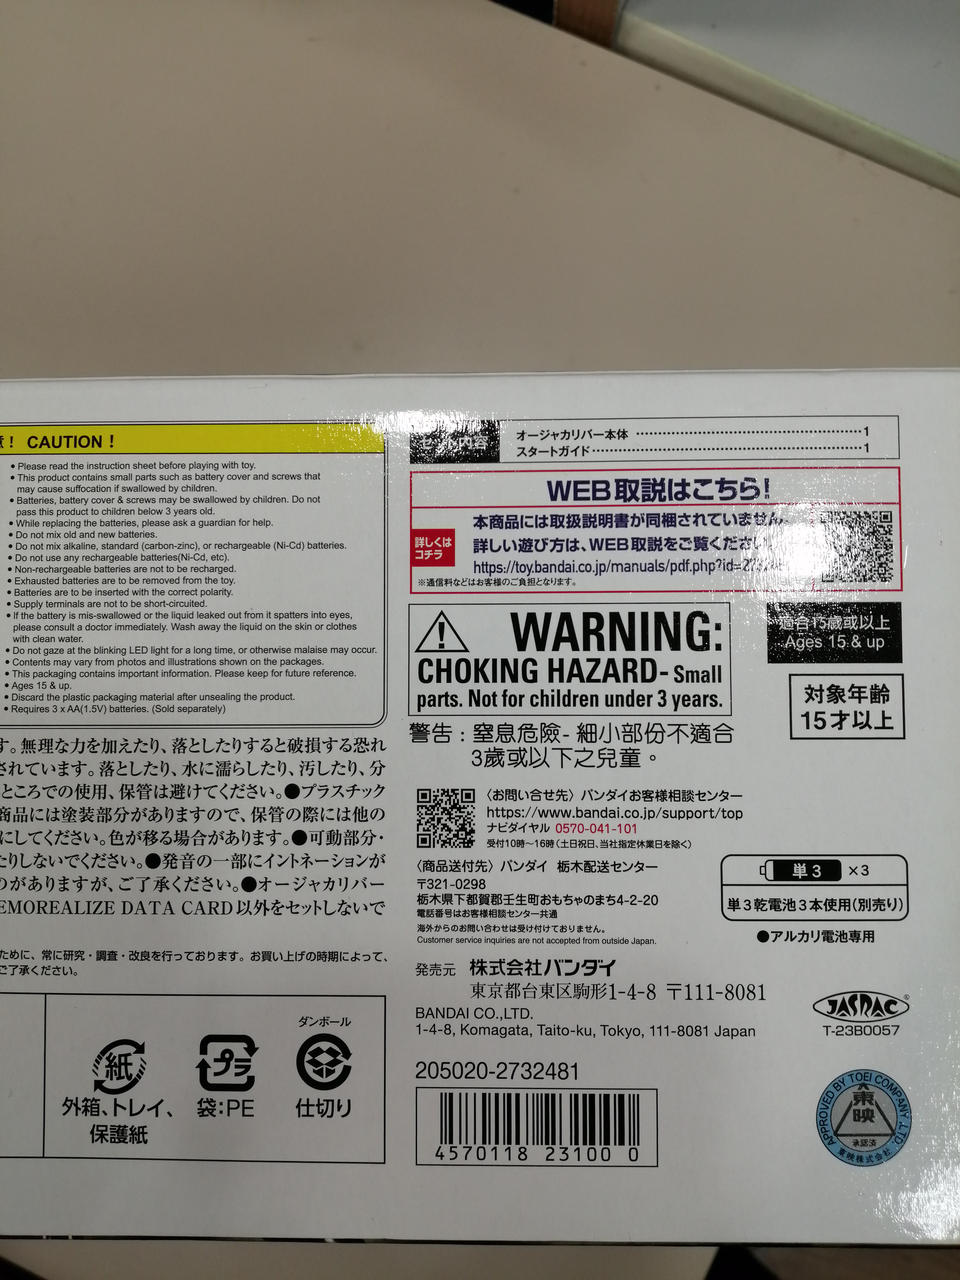 ! CAUTION !
• Please read the instruction sheet before playing with toy.
• This product contains small parts such as battery cover and screws that
may cause suffocation if swallowed by children.
• Batteries, battery cover & screws may be swallowed by children. Do not
pass this product to children below 3 years old.
• While replacing the batteries, please ask a guardian for help.
• Do not mix old and new batteries.
• Do not mix alkaline, standard (carbon-zinc), or rechargeable (Ni-Cd) batteries.
• Do not use any rechargeable batteries(Ni-Cd, etc).
• Non-rechargeable batteries are not to be recharged.
• Exhausted batteries are to be removed from the toy.
• Batteries are to be inserted with the correct polarity.
• Supply terminals are not to be short-circuited.
• If the battery is mis-swallowed or the liquid leaked out from it spatters into eyes,
please consult a doctor immediately. Wash away the liquid on the skin or clothes
with clean water.
• Do not gaze at the blinking LED light for a long time, or otherwise malaise may occur.
• Contents may vary from photos and illustrations shown on the packages.
• This packaging contains important information. Please keep for future reference.
• Ages 15 & up.
• Discard the plastic packaging material after unsealing the product.
• Requires 3 x AA(1.5V) batteries. (Sold separately)
す。無理な力を加えたり、落としたりすると破損する恐れ
されています。落としたり、水に濡らしたり、汚したり、分
ところでの使用、保管は避けてください。●プラスチック
商品には塗装部分がありますので、保管の際には他の
にしてください。色が移る場合があります。●可動部分・
たりしないでください。●発音の一部にイントネーションが
のがありますが、ご了承ください。●オージャカリバー
EMOREALIZE DATA CARD以外をセットしないで
ために、常に研究・調査・改良を行っております。お買い上げの時期によって、
ご了承ください。
紙
外箱、トレイ、
保護紙
プラ
袋:PE
ダンボール
仕切り
セット内容
オージャカリバー本体 1
スタートガイド 1
WEB取説はこちら!
詳しくは
コチラ
本商品には取扱説明書が同梱されていません。
詳しい遊び方は、WEB取説をご覧ください
https://toy.bandai.co.jp/manuals/pdf.php?id=
※通信料などはお客様のご負担となります。
WARNING:
CHOKING HAZARD- Small
parts. Not for children under 3 years.
警告:窒息危險-細小部份不適合
3歲或以下之兒童。
適合15歲或以上
Ages 15 & up
対象年齢
15才以上
〈お問い合せ先〉バンダイお客様相談センター
https://www.bandai.co.jp/support/top
ナビダイヤル 0570-041-101
受付10時〜16時(土日祝日、当社指定休業日を除く)
〈商品送付先〉バンダイ 栃木配送センター
〒321-0298
栃木県下都賀郡壬生町おもちゃのまち4-2-20
電話番号はお客様相談センター共通
海外からのお問い合わせは受け付けておりません。
Customer service inquiries are not accepted from outside Japan.
単3 ×3
単3乾電池3本使用(別売り)
●アルカリ電池専用
発売元 株式会社バンダイ
東京都台東区駒形1-4-8 〒111-8081
BANDAI CO.,LTD.
1-4-8, Komagata, Taito-ku, Tokyo, 111-8081 Japan
JASRAC
T-23B0057
205020-2732481
4570118 23100 0
APPROVED BY TOEI COMPANY, LTD.
東映
承認済
東映株式会社